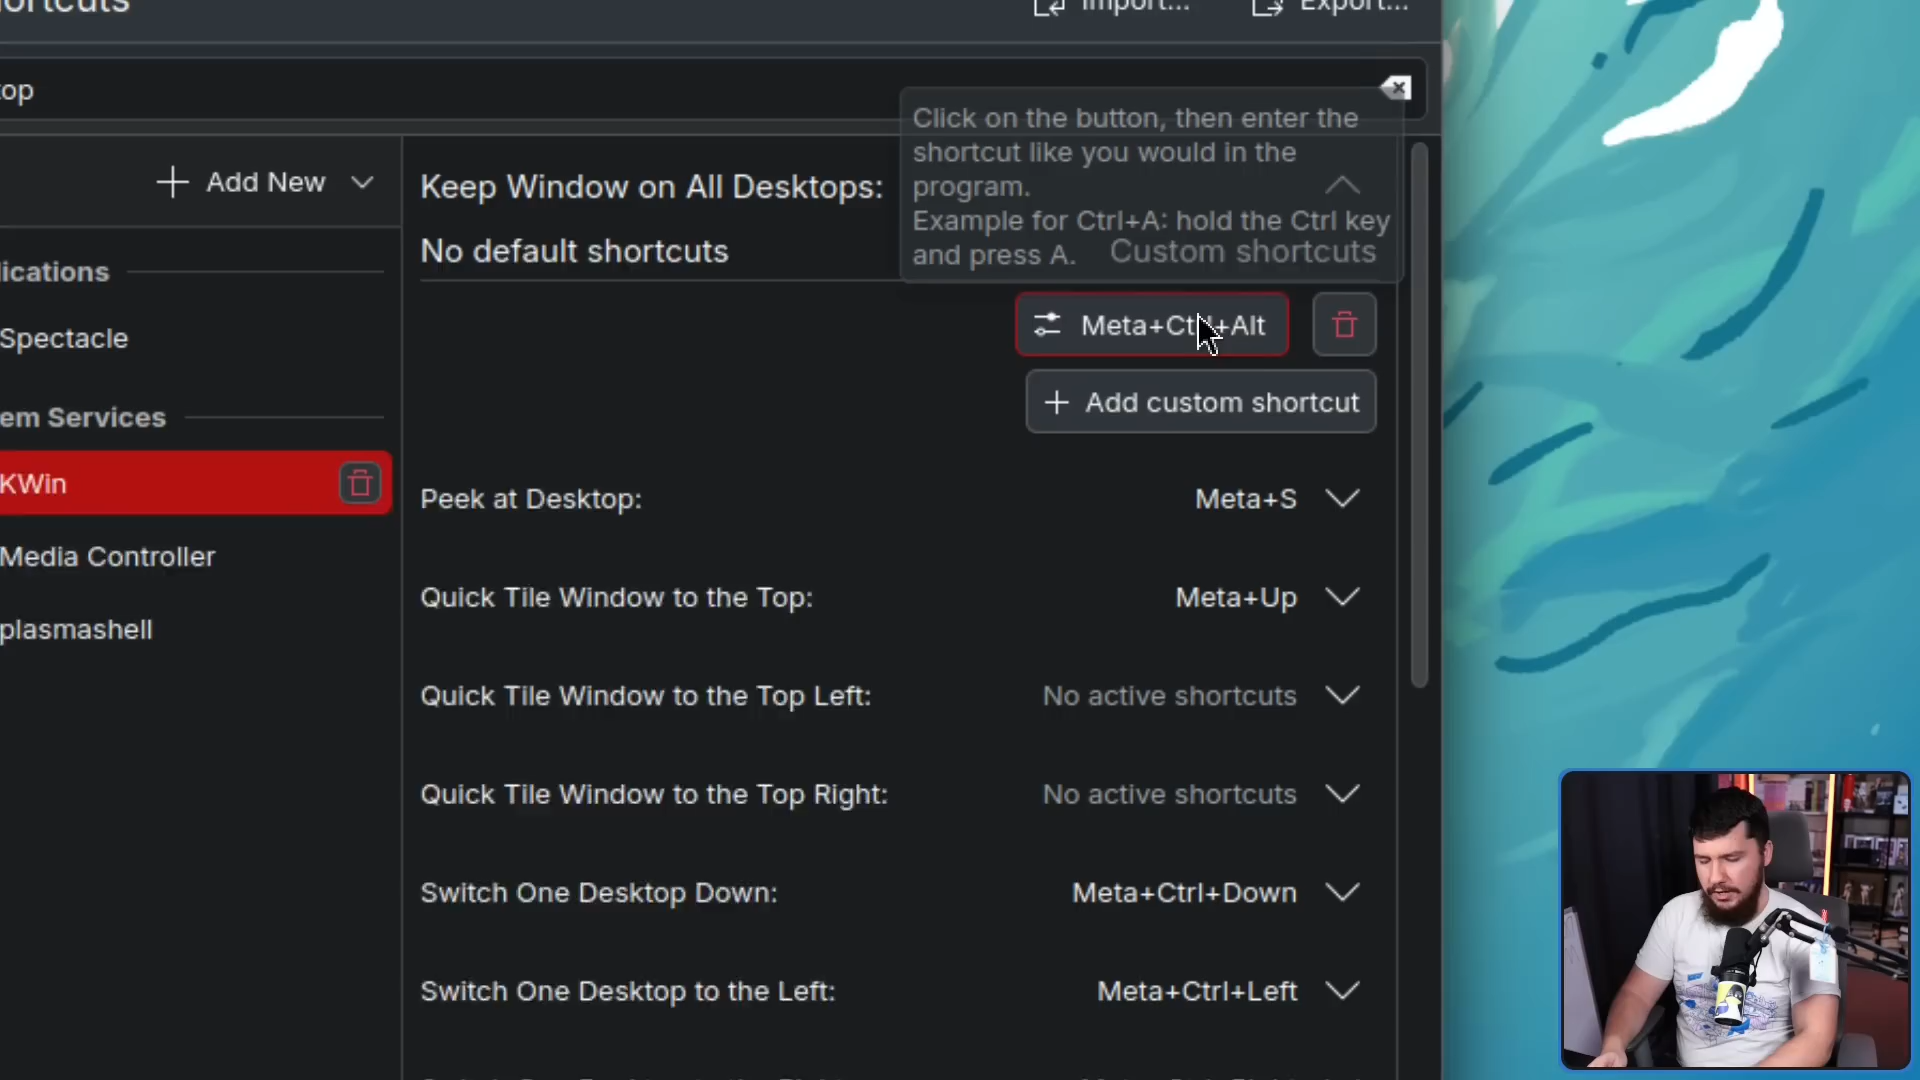 Import...
Export...
Add New
Keep Window on All Desktops:
Click on the button, then enter the
shortcut like you would in the
program.
Example for Ctrl+A: hold the Ctrl key
and press A.
No default shortcuts
Custom shortcuts
Spectacle
KWin
Media Controller
plasmashell
Meta+Ctrl+Alt
Add custom shortcut
Peek at Desktop:
Meta+S
Quick Tile Window to the Top:
Meta+Up
Quick Tile Window to the Top Left:
No active shortcuts
Quick Tile Window to the Top Right:
No active shortcuts
Switch One Desktop Down:
Meta+Ctrl+Down
Switch One Desktop to the Left:
Meta+Ctrl+Left